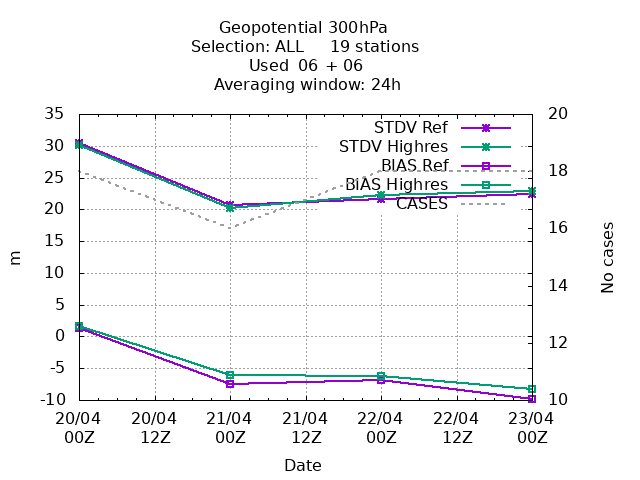 Geopotential 300hPa
Selection: ALL 19 stations
Used 06 + 06
Averaging window: 24h
35
30
25
20
15
10
5
0
-5
-10
m
20
18
16
14
12
10
No cases
STDV Ref
STDV Highres
BIAS Ref
BIAS Highres
CASES
20/04 20/04 21/04 21/04 22/04 22/04 23/04
00Z 12Z 00Z 12Z 00Z 12Z 00Z
Date